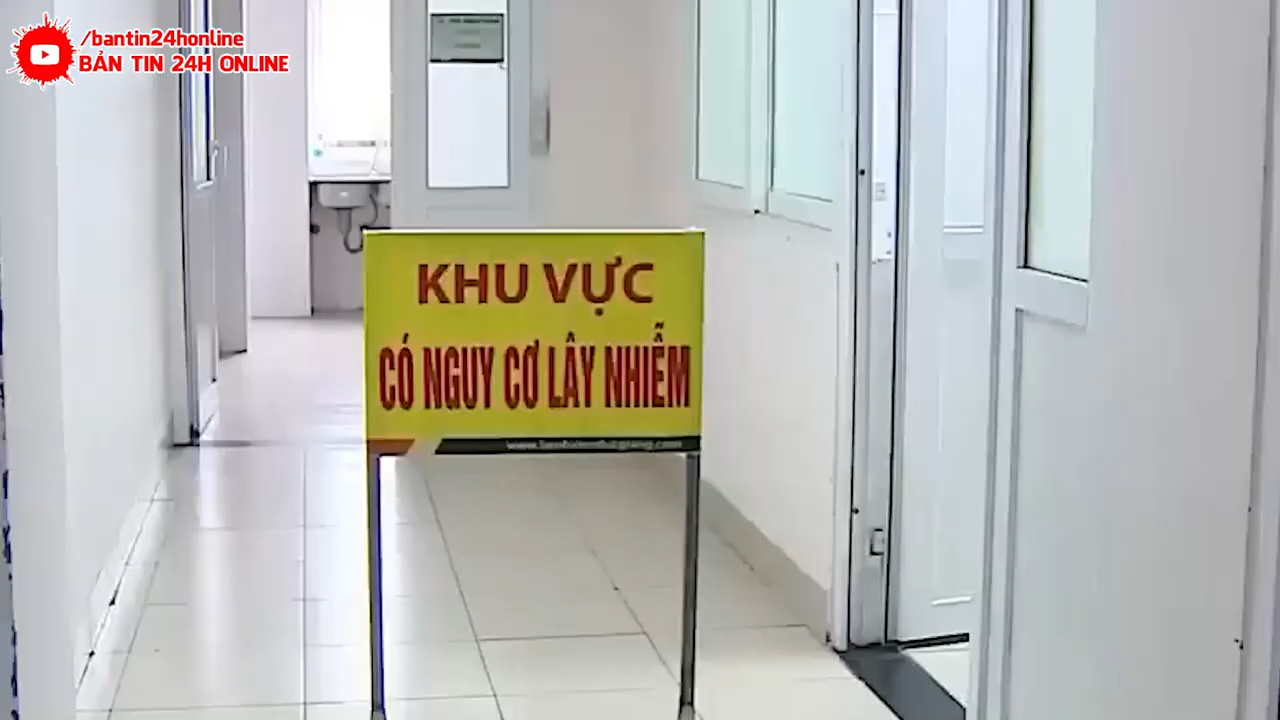 /bantin24honline
BẢN TIN 24H ONLINE
KHU VỰC
CÓ NGUY CƠ LÂY NHIỄM